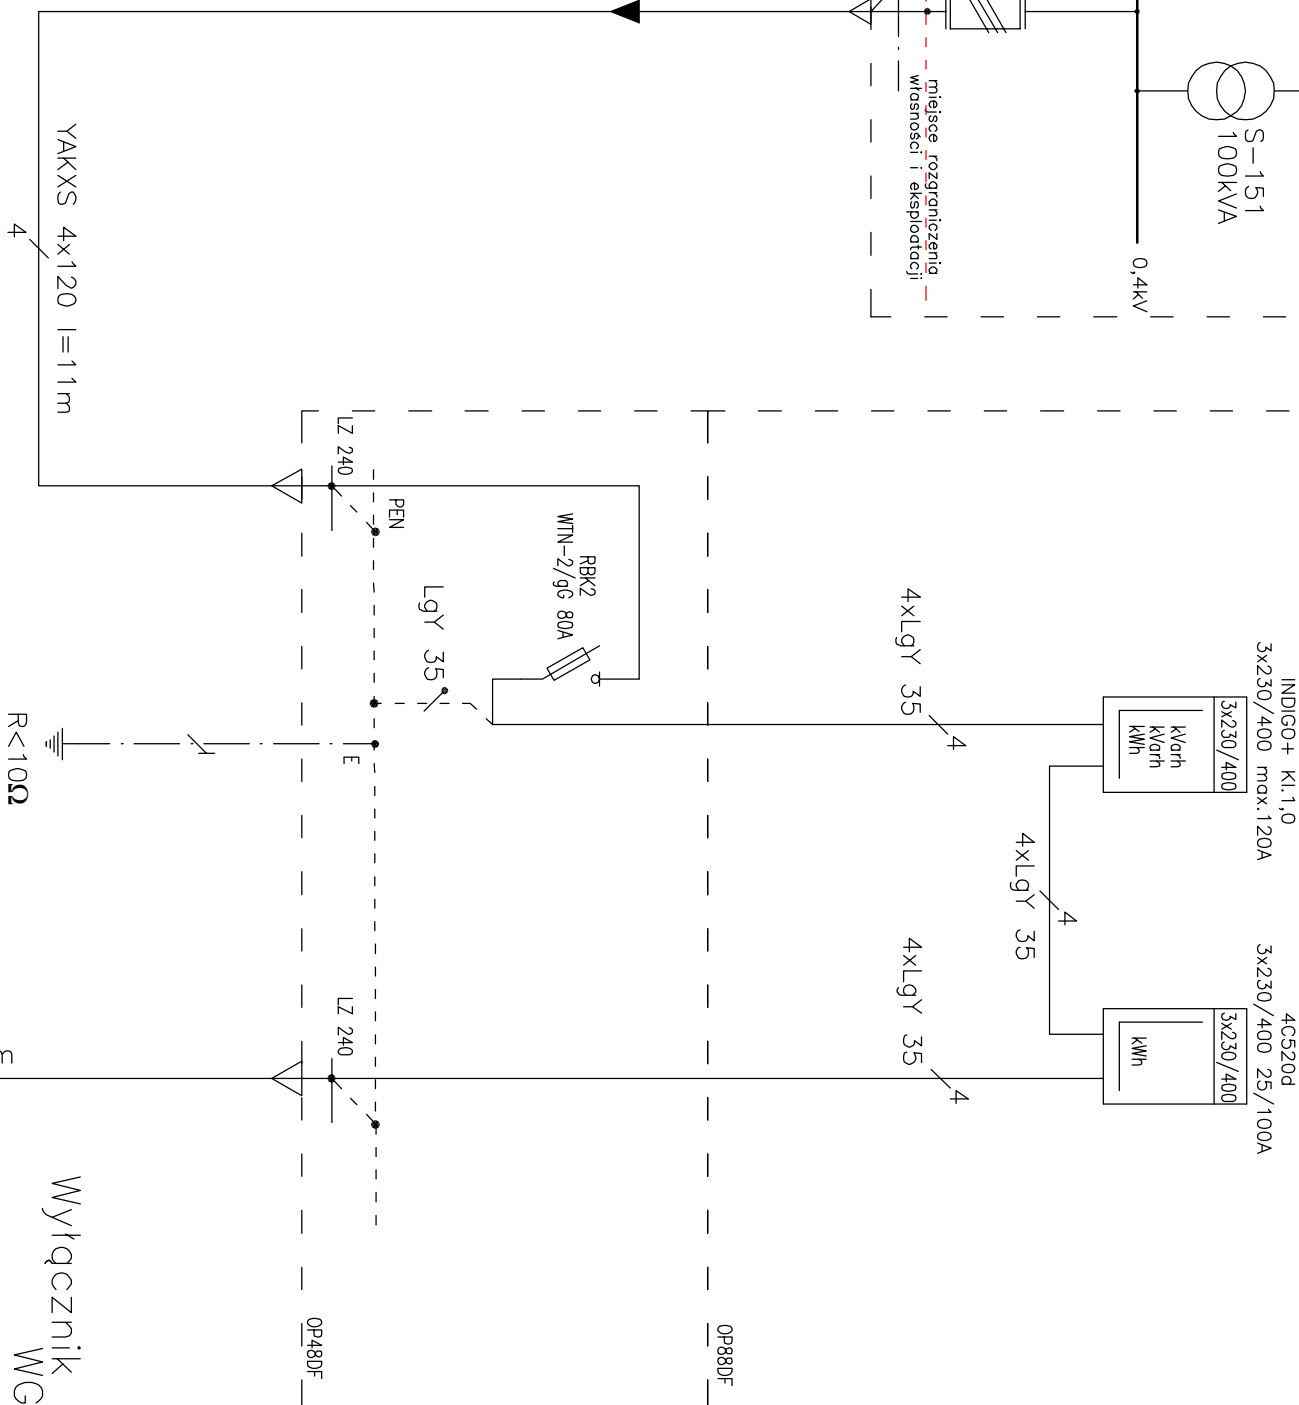 S-151
100kVA
0,4kV
miejsce rozgraniczenia
własności i eksploatacji
YAKXS 4x120 l=11m
4
LZ 240
PEN
RBK2
WTN-2/gG 80A
LgY 35
4xLgY 35
4
INDIGO+ Kl.1,0
3x230/400 max.120A
3x230/400
kVarh
kVarh
kWh
4xLgY 35
4
4C520d
3x230/400 25/100A
3x230/400
kWh
4xLgY 35
4
E
R<10Ω
LZ 240
OP88DF
OP48DF
Wyłącznik
WG